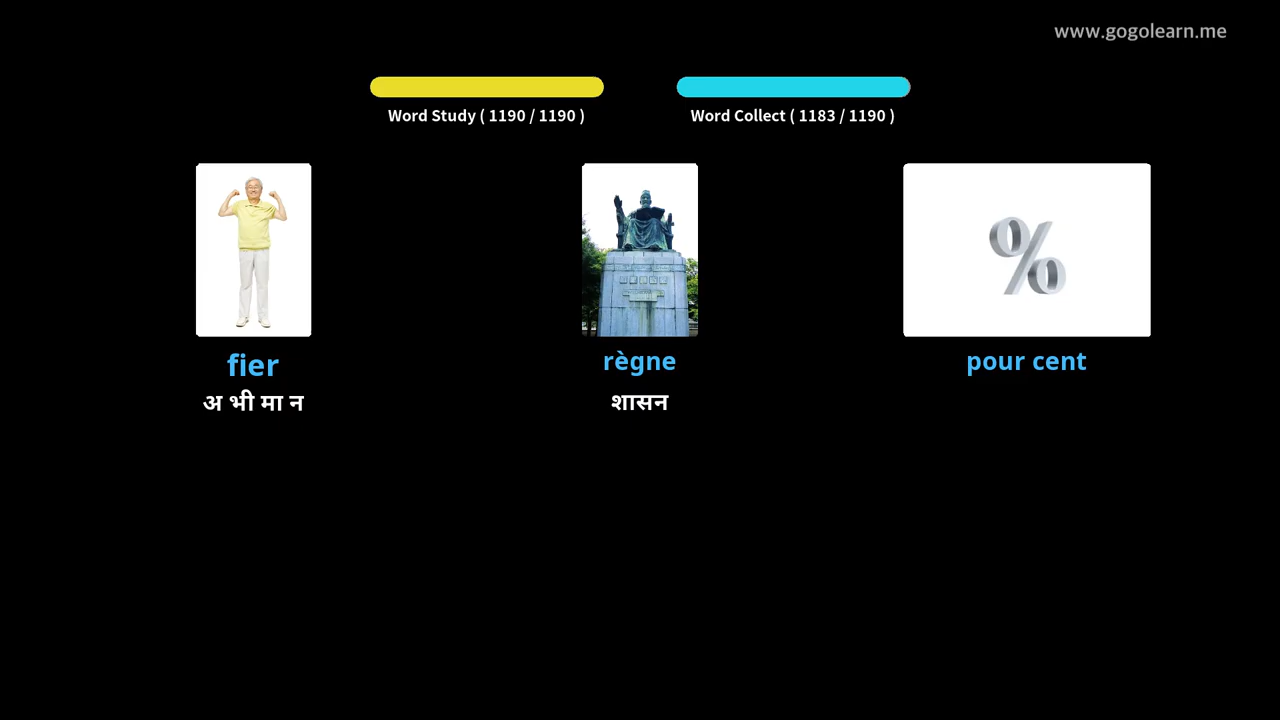 www.gogolearn.me
Word Study ( 1190 / 1190 )
Word Collect ( 1183 / 1190 )
fier
règne
pour cent
अ भी मा न
शासन
%